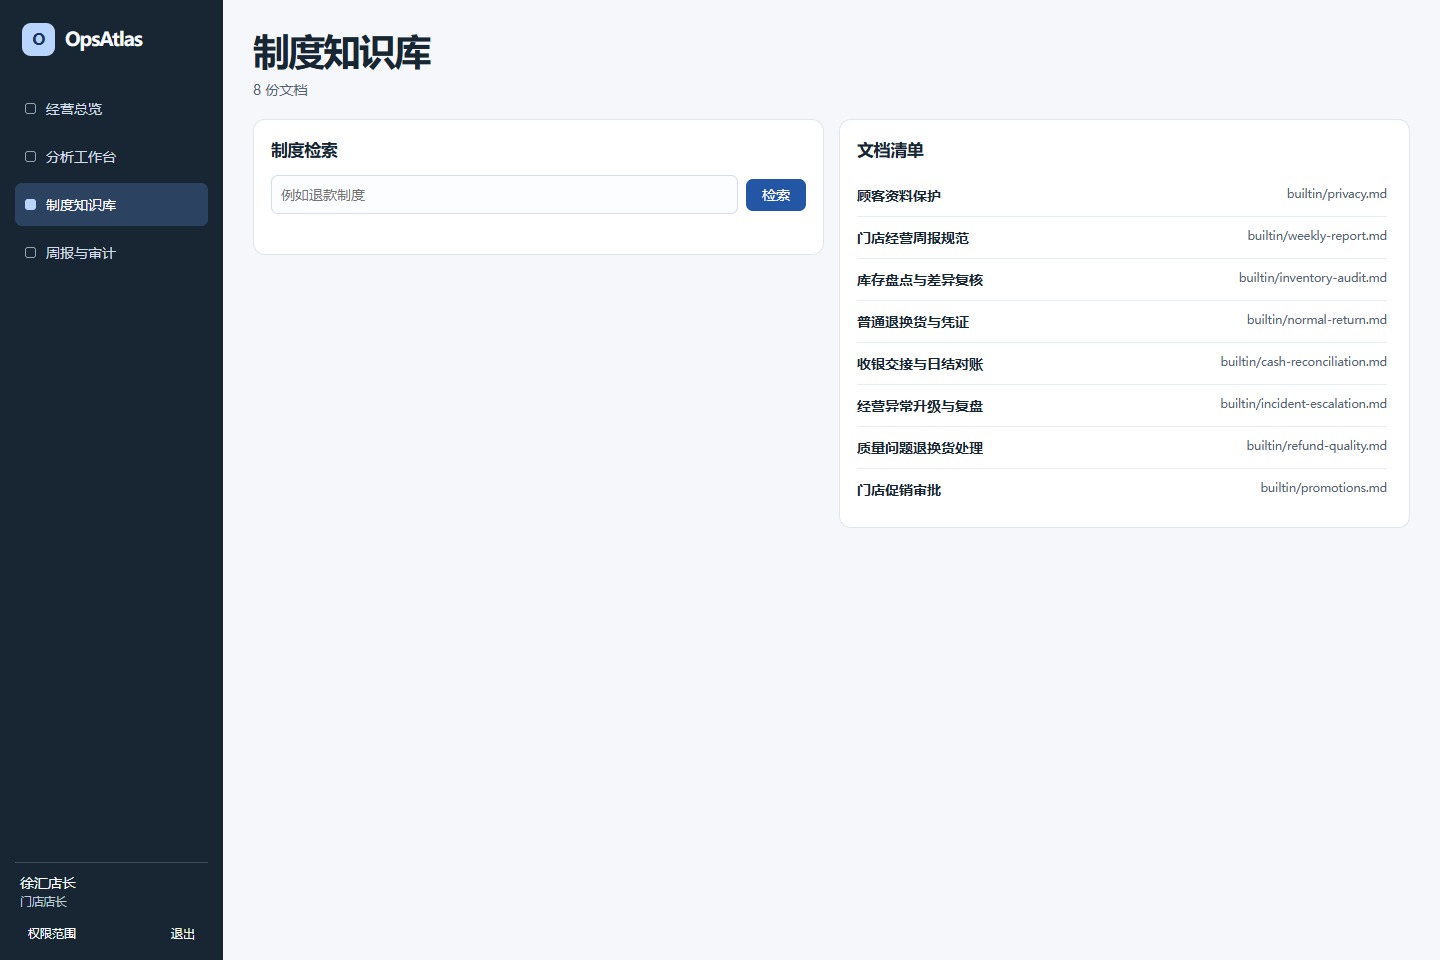 O OpsAtlas
经营总览
分析工作台
制度知识库
周报与审计
徐汇店长
门店店长
权限范围 退出
制度知识库
8 份文档
制度检索
例如退款制度 检索
文档清单
顾客资料保护 builtin/privacy.md
门店经营周报规范 builtin/weekly-report.md
库存盘点与差异复核 builtin/inventory-audit.md
普通退换货与凭证 builtin/normal-return.md
收银交接与日结对账 builtin/cash-reconciliation.md
经营异常升级与复盘 builtin/incident-escalation.md
质量问题退换货处理 builtin/refund-quality.md
门店促销审批 builtin/promotions.md